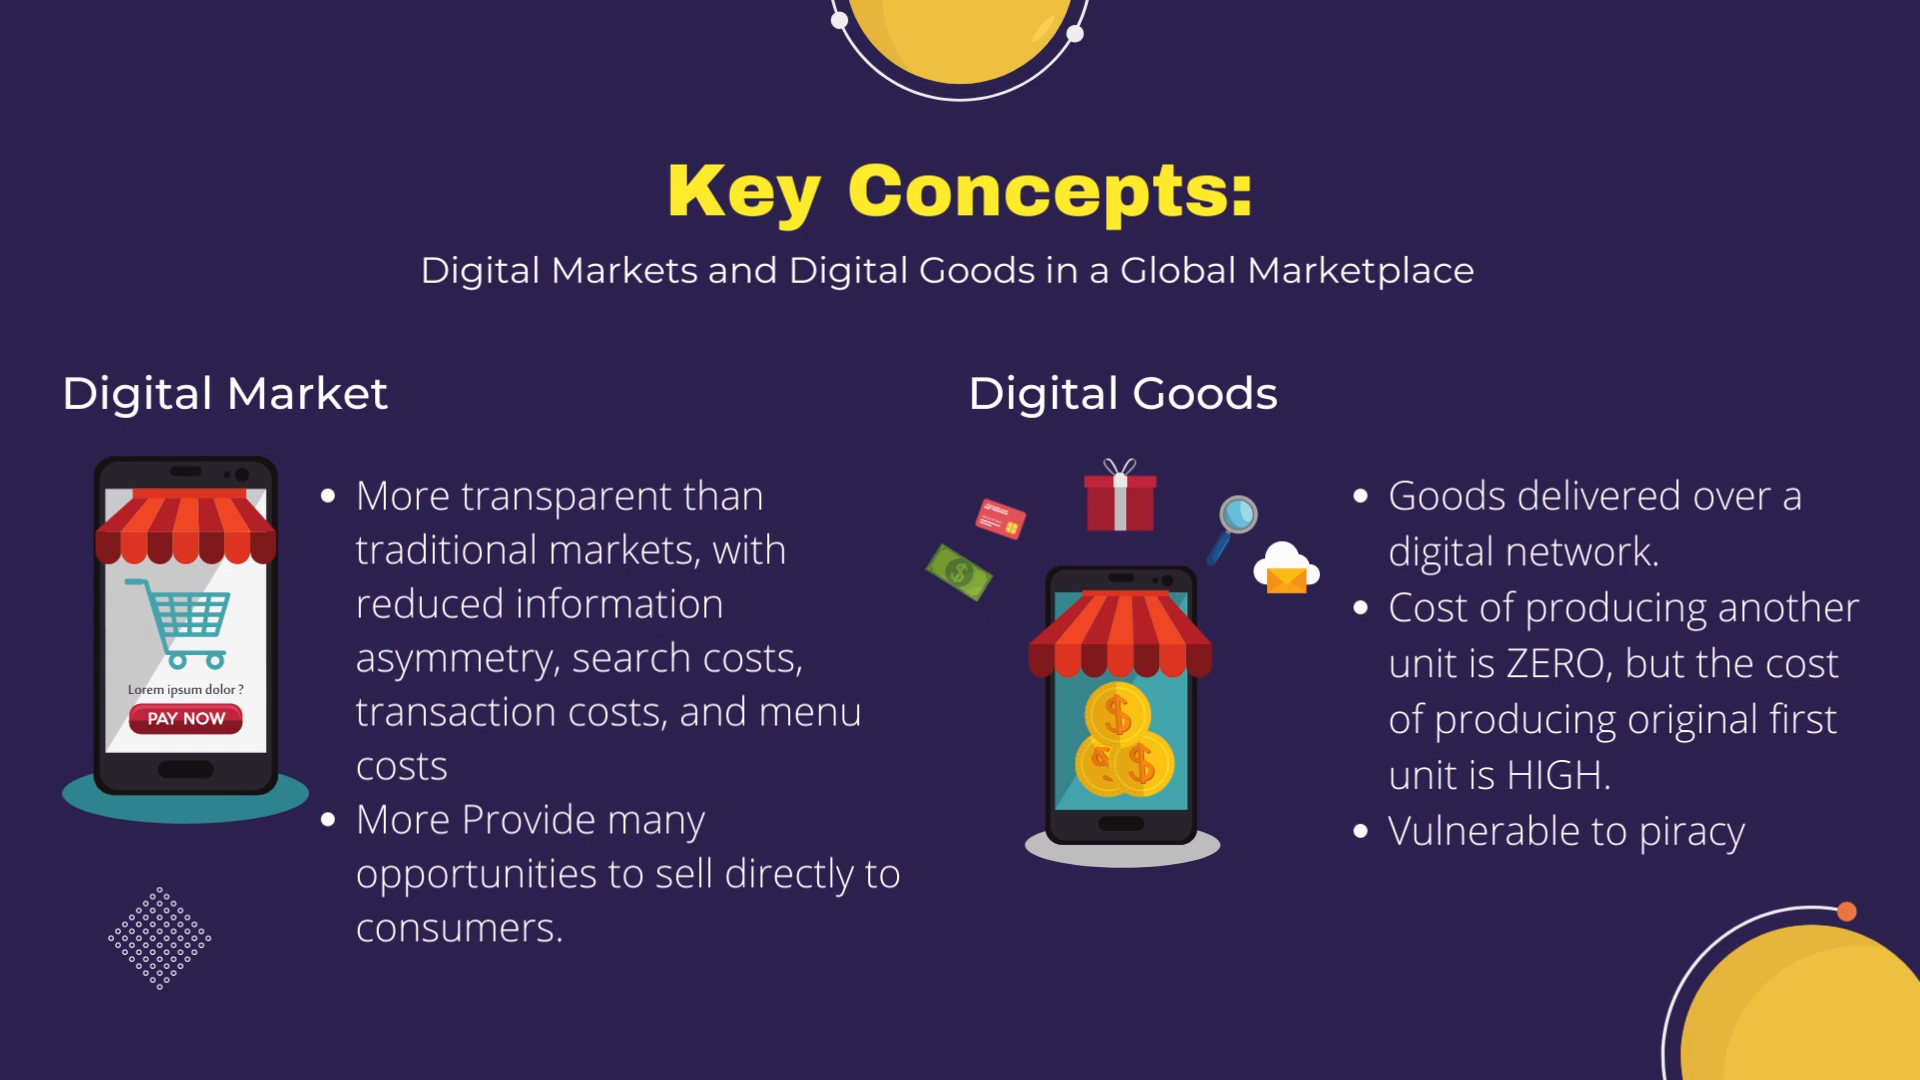 Key Concepts:
Digital Markets and Digital Goods in a Global Marketplace
Digital Market
Lorem ipsum dolor ?
PAY NOW
• More transparent than
traditional markets, with
reduced information
asymmetry, search costs,
transaction costs, and menu
costs
• More Provide many
opportunities to sell directly to
consumers.
Digital Goods
• Goods delivered over a
digital network.
• Cost of producing another
unit is ZERO, but the cost
of producing original first
unit is HIGH.
• Vulnerable to piracy